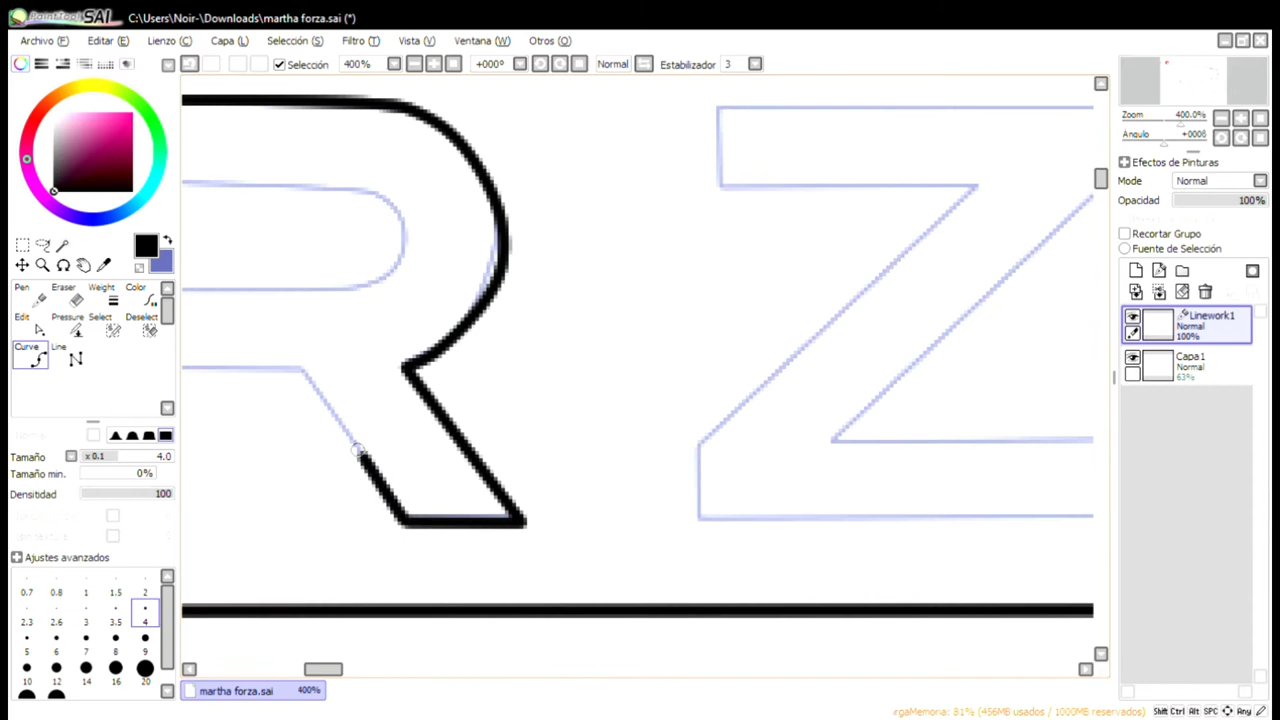 PaintTool SAI C:\Users\Noir-\Downloads\martha forza.sai (*)
Archivo (F) Editar (E) Lienzo (C) Capa (L) Selección (S) Filtro (T) Vista (V) Ventana (W) Otros (O)
Selección 400% +000° Normal Estabilizador 3
Zoom 400.0%
Angulo +000δ
Efectos de Pinturas
Mode Normal
Opacidad 100%
Recortar Grupo
Fuente de Selección
Pen Eraser Weight Color
Edit Pressure Select Deselect
Curve Line
Linework1
Normal
100%
Capa1
Normal
63%
Tamaño x 0.1 4.0
Tamaño min. 0%
Densitidad 100
Ajustes avanzados
0.7 0.8 1 1.5 2
2.3 2.6 3 3.5 4
5 6 7 8 9
10 12 14 16 20
R Z
martha forza.sai 400%
rgaMemoria: 81% (456MB usados / 1000MB reservados) Shift Ctrl Alt SPC Any